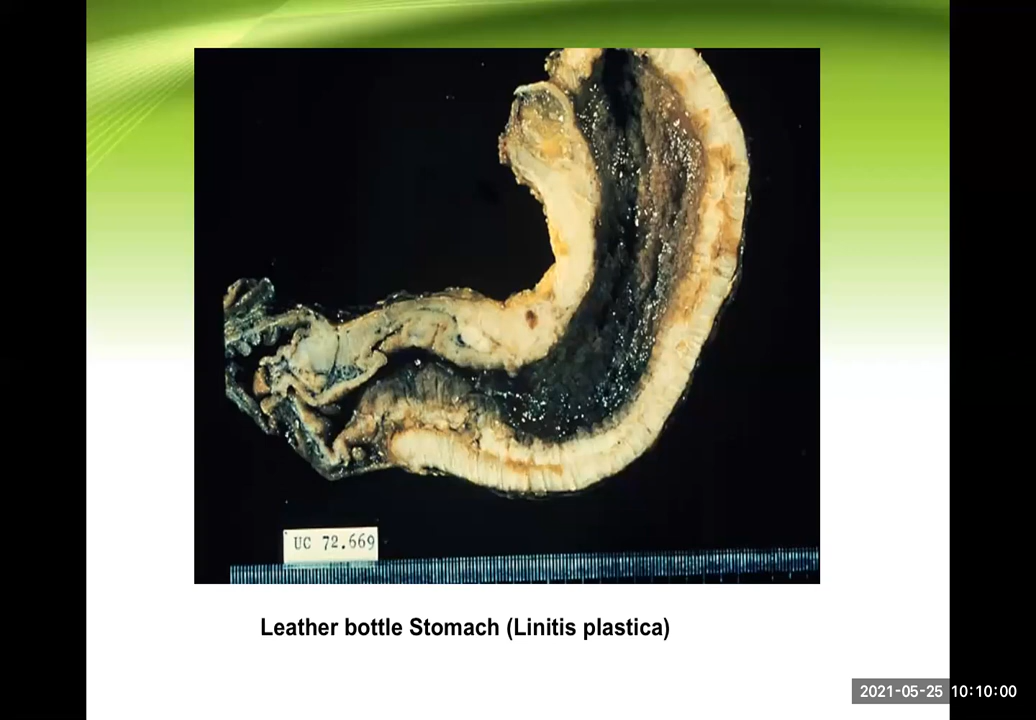 UC 72.669
Leather bottle Stomach (Linitis plastica)
2021-05-25 10:10:00